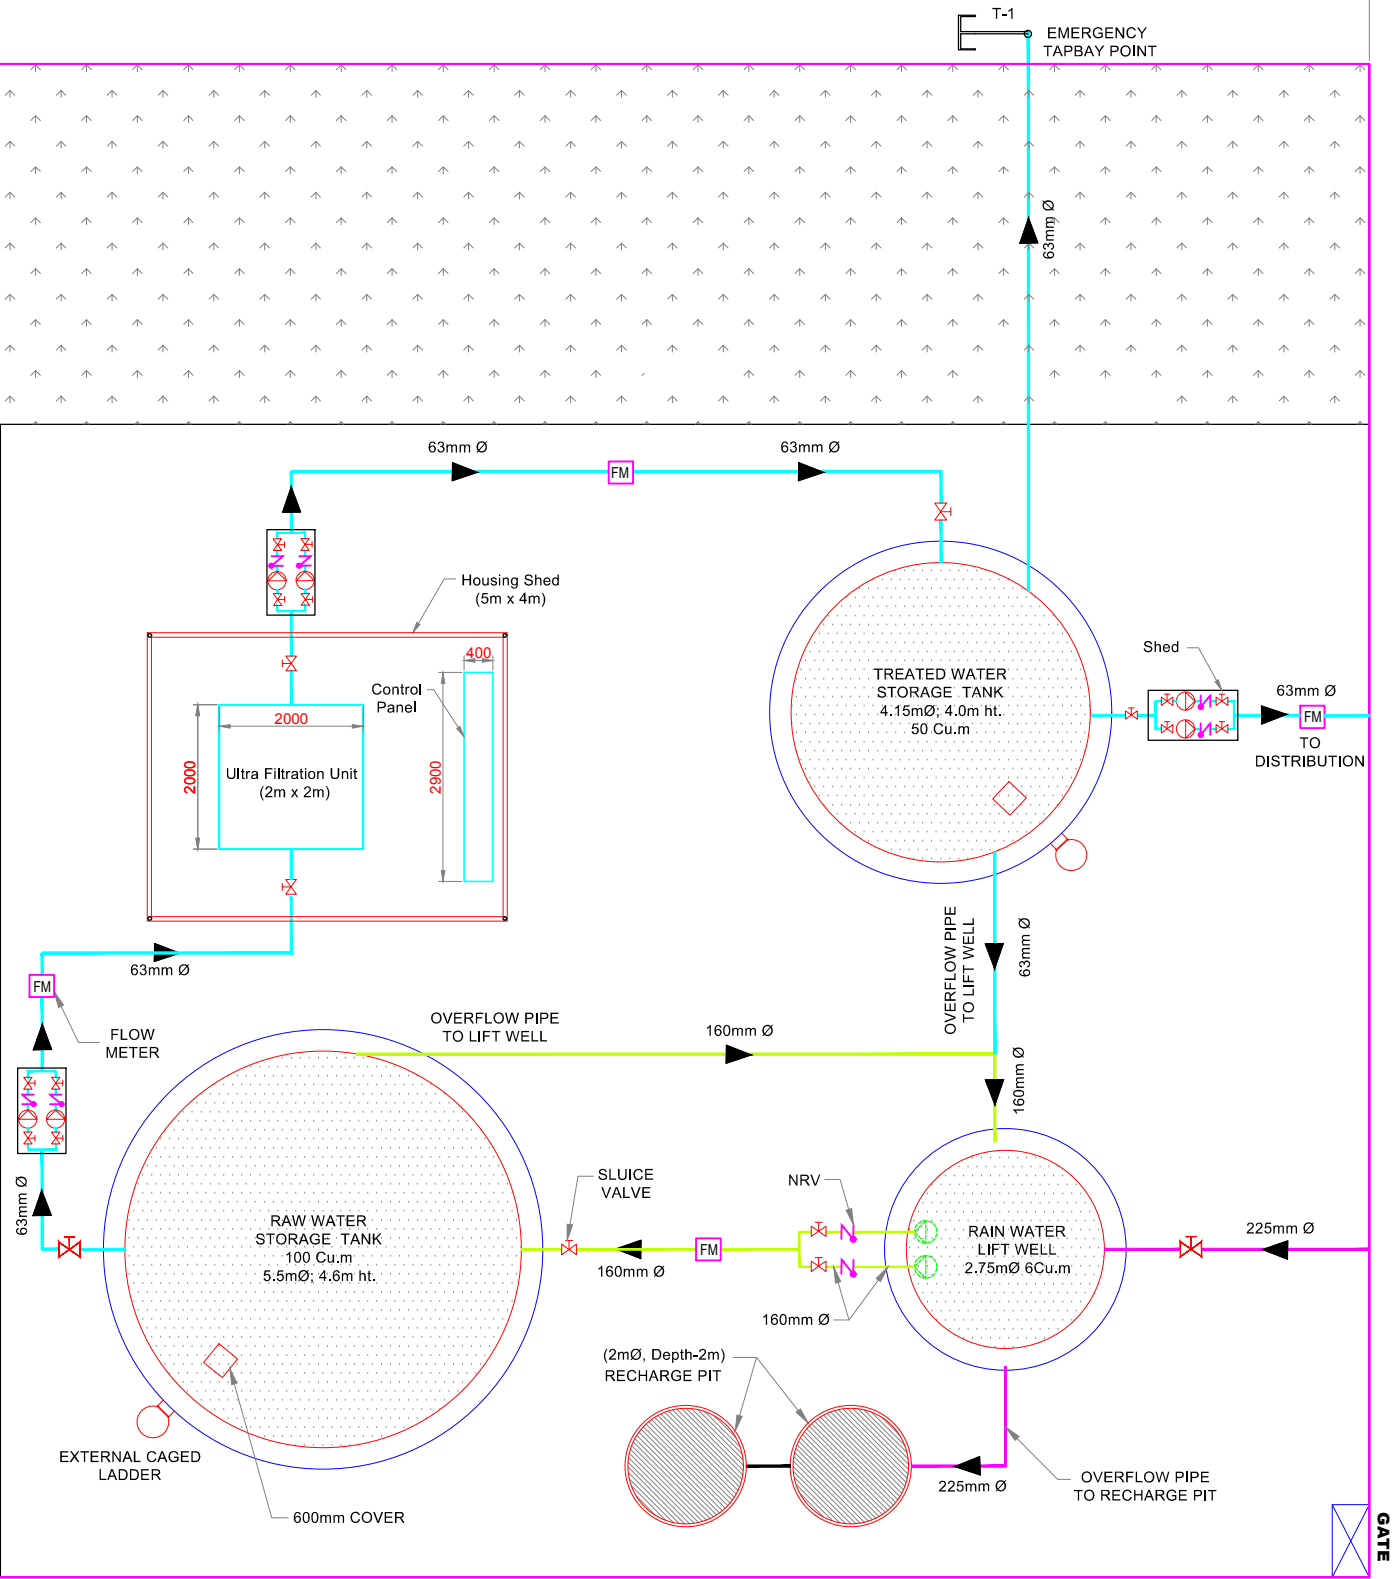 T-1
EMERGENCY
TAPBAY POINT
63mm Ø
63mm Ø
63mm Ø
FM
Housing Shed
(5m x 4m)
400
Control
Panel
2000
2000
2900
Ultra Filtration Unit
(2m x 2m)
TREATED WATER
STORAGE TANK
4.15mØ; 4.0m ht.
50 Cu.m
Shed
63mm Ø
FM
TO
DISTRIBUTION
63mm Ø
FM
FLOW
METER
OVERFLOW PIPE
TO LIFT WELL
63mm Ø
OVERFLOW PIPE
TO LIFT WELL
160mm Ø
160mm Ø
63mm Ø
RAW WATER
STORAGE TANK
100 Cu.m
5.5mØ; 4.6m ht.
SLUICE
VALVE
160mm Ø
FM
NRV
160mm Ø
RAIN WATER
LIFT WELL
2.75mØ 6Cu.m
225mm Ø
(2mØ, Depth-2m)
RECHARGE PIT
EXTERNAL CAGED
LADDER
600mm COVER
225mm Ø
OVERFLOW PIPE
TO RECHARGE PIT
GATE